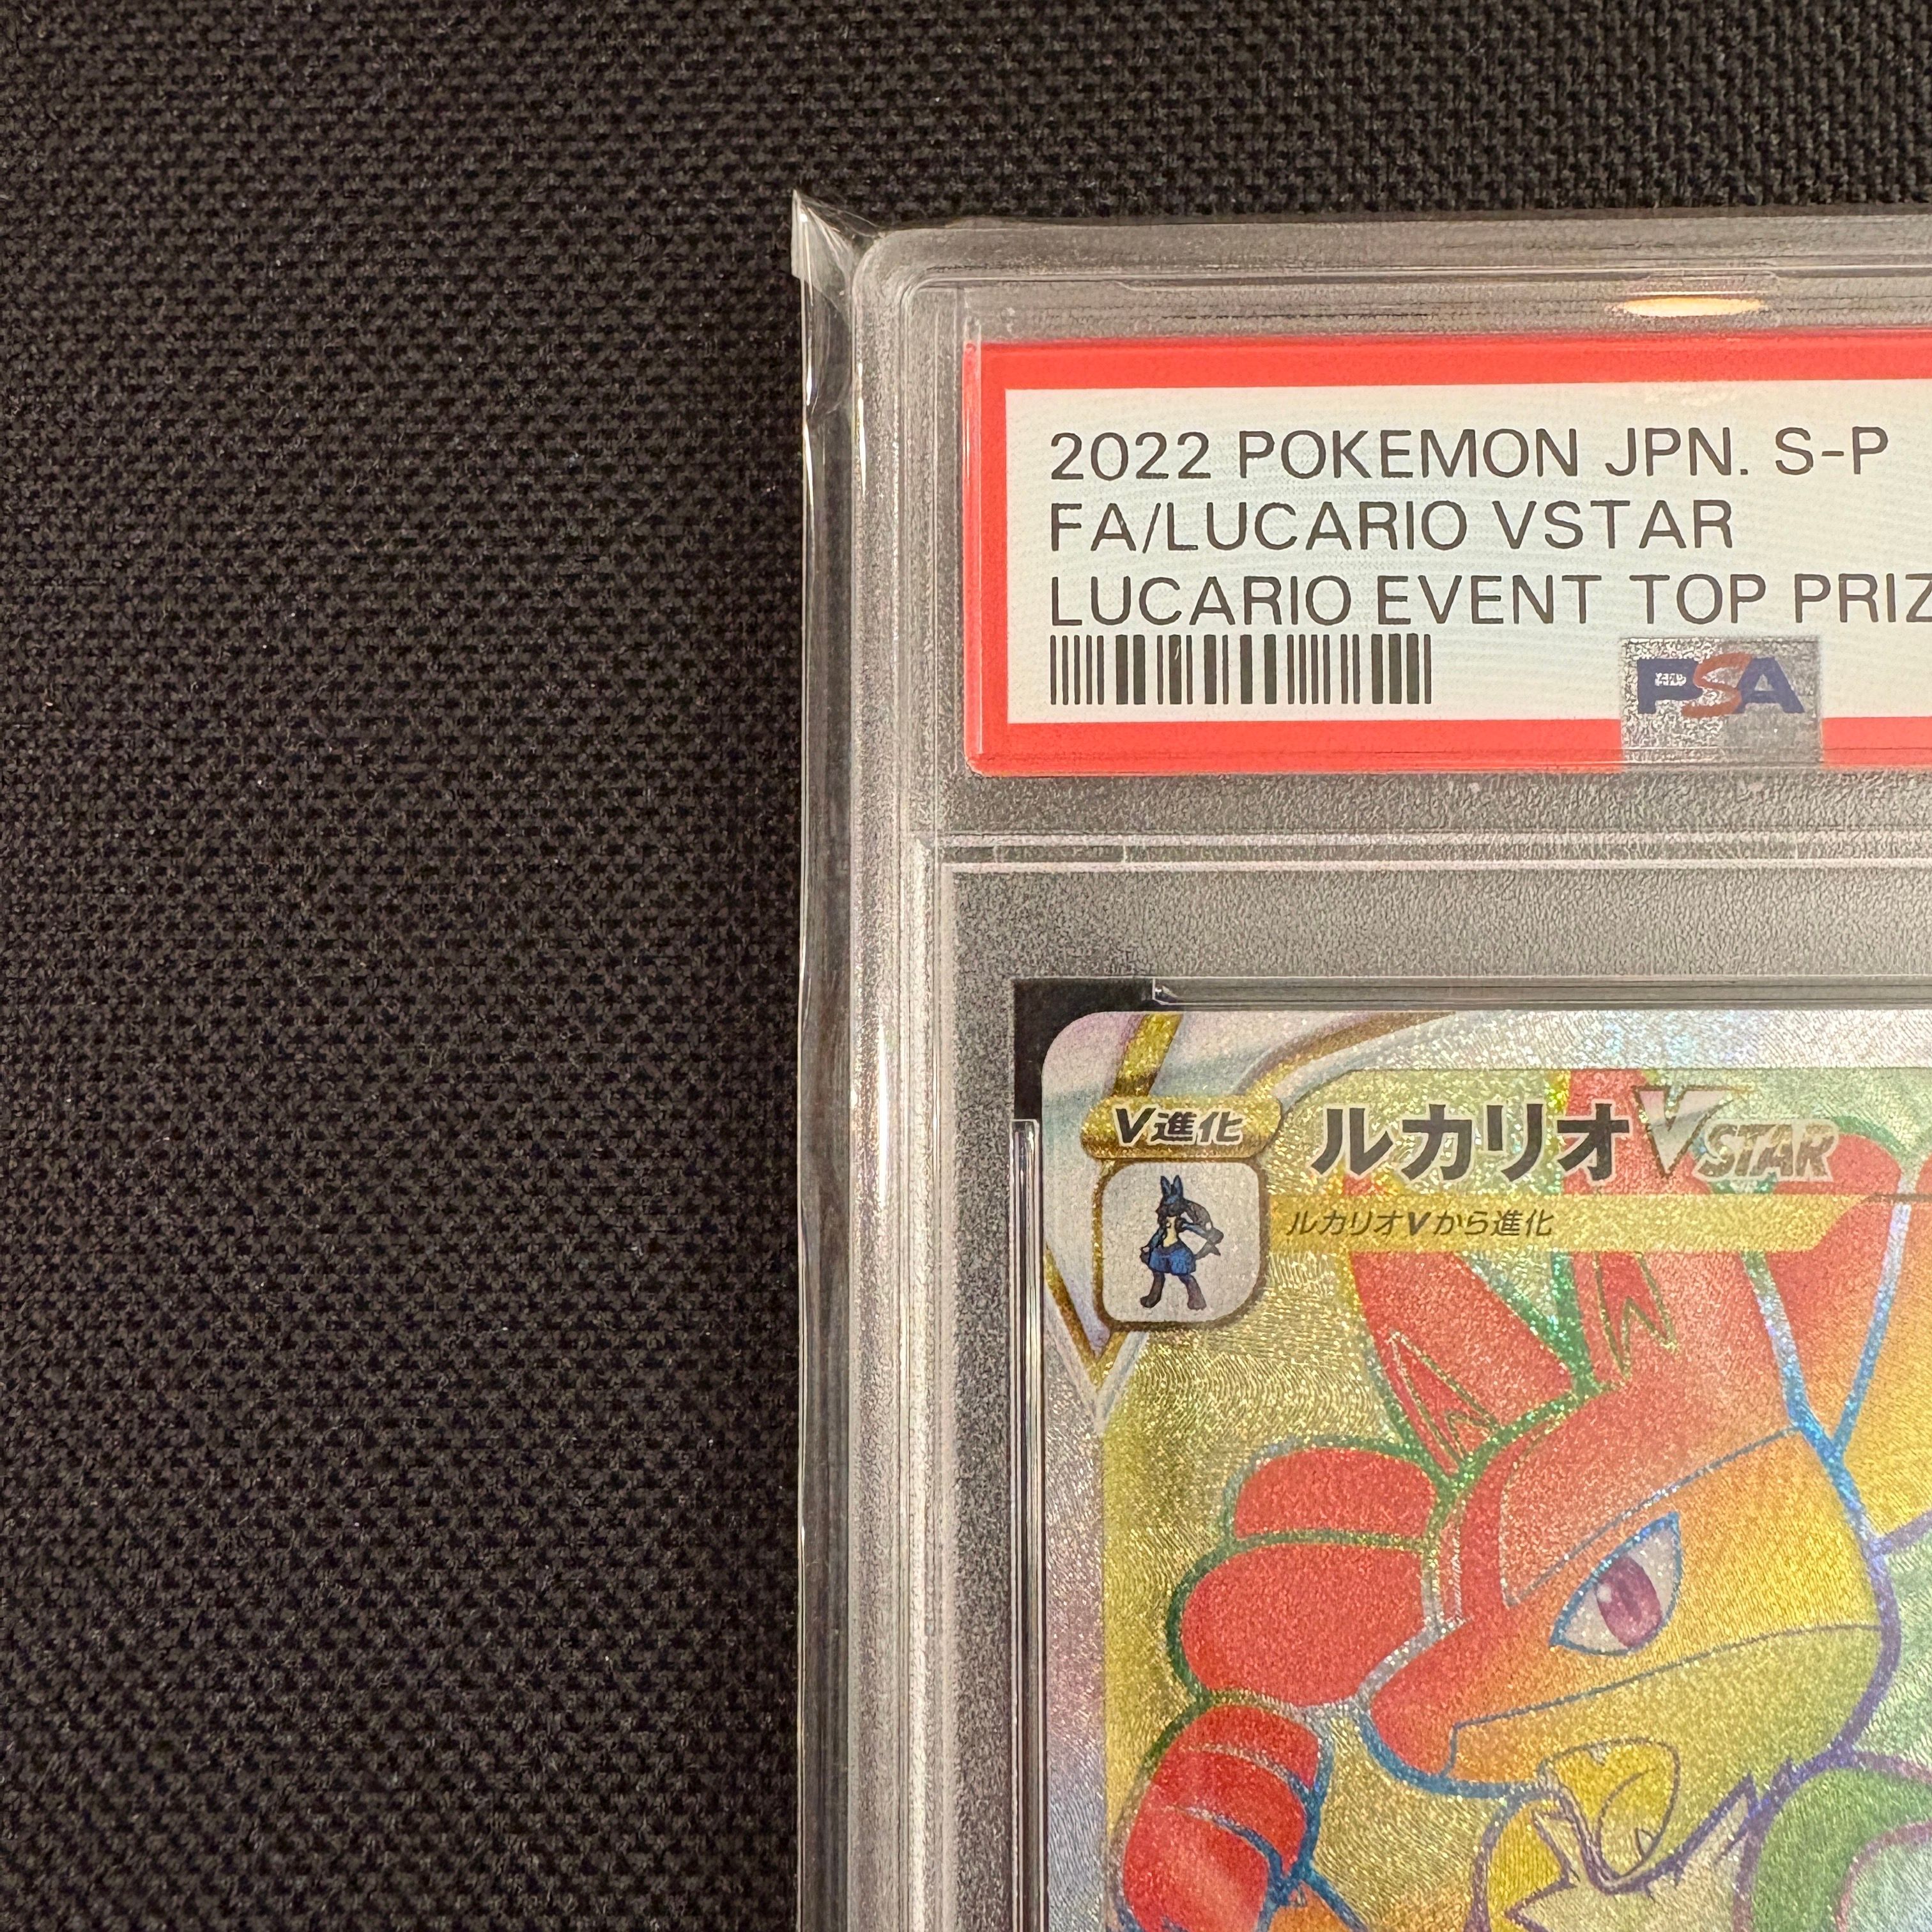 2022 POKEMON JPN. S-P
FA/LUCARIO VSTAR
LUCARIO EVENT TOP PRIZ
PSA
V進化
ルカリオVSTAR
ルカリオVから進化